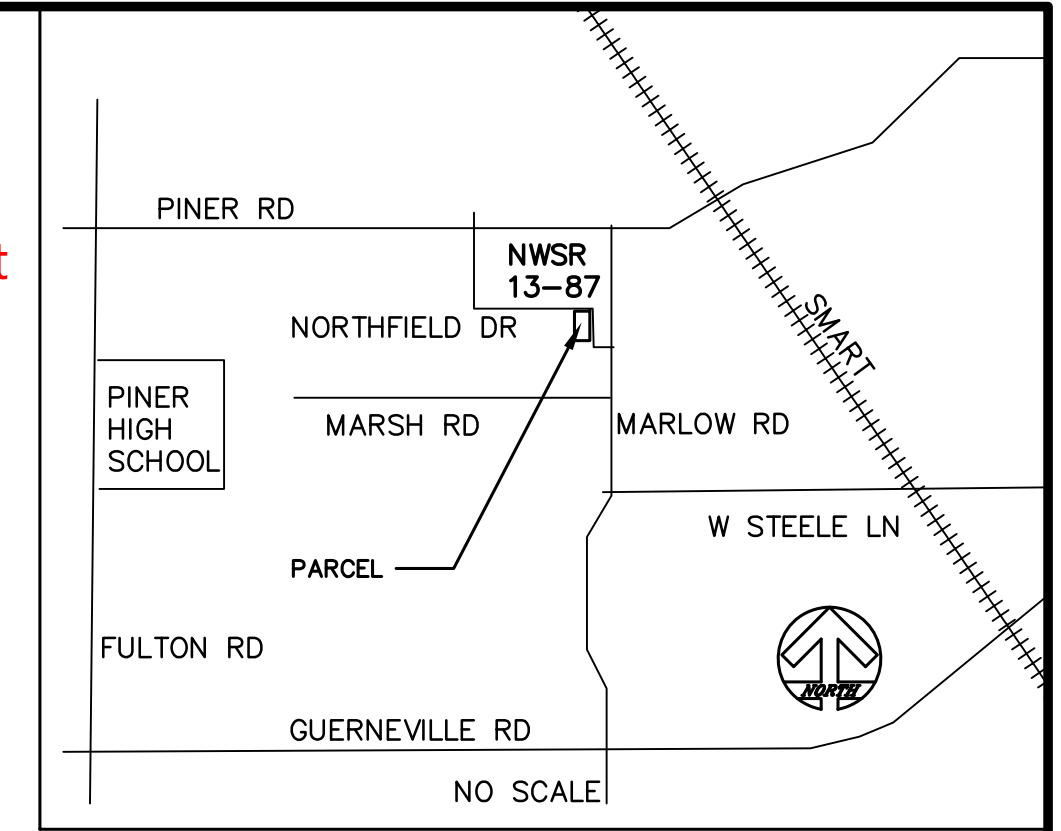 PINER RD
t
NWSR
13-87
NORTHFIELD DR
SMART
PINER
HIGH
SCHOOL
MARSH RD
MARLOW RD
W STEELE LN
PARCEL
FULTON RD
NORTH
GUERNEVILLE RD
NO SCALE